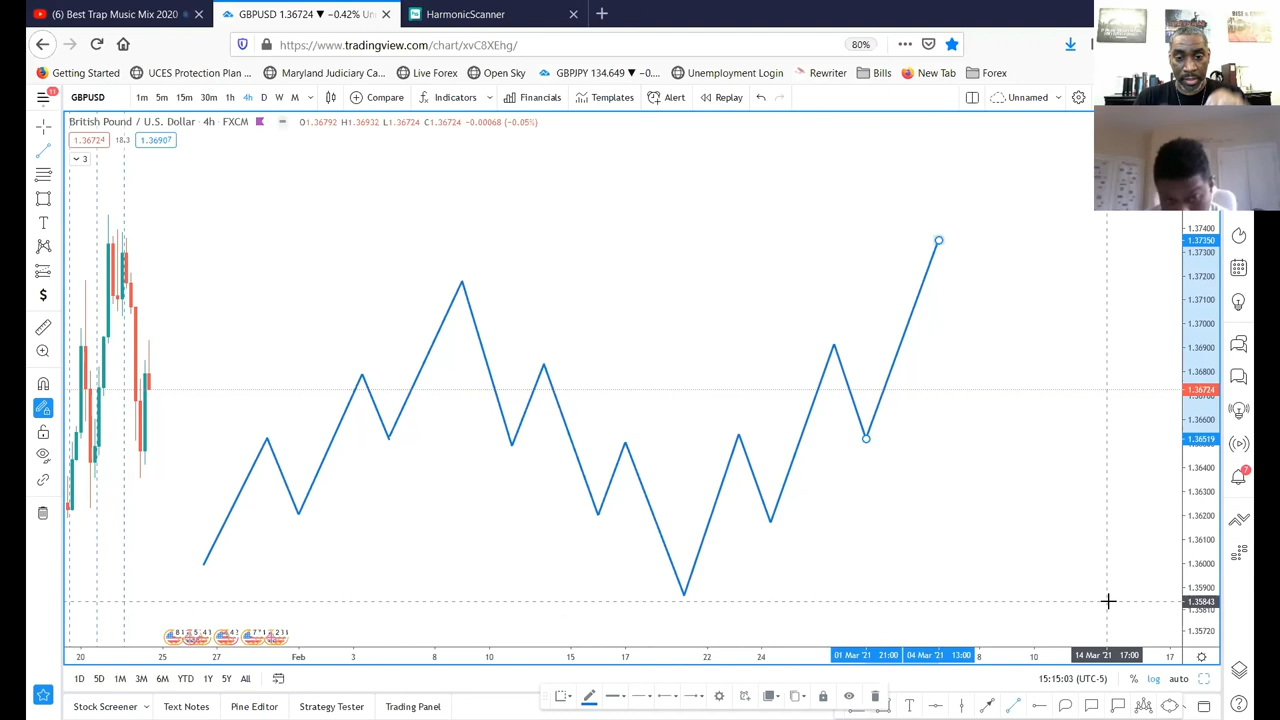 (6) Best Trap Music Mix 2020
GBPUSD 1.36724 ▼ −0.42% Un
HarmonicScanner
https://www.tradingview.com/chart/xvC8XEhg/
80%
Getting Started
UCES Protection Plan ...
Maryland Judiciary Ca...
Live Forex
Open Sky
GBPJPY 134.649 ▼ −0....
Unemployment Login
Rewriter
Bills
New Tab
Forex
11
GBPUSD
1m 5m 15m 30m 1h 4h D W M
Compare
Indicators
Financials
Templates
Alert
Replay
Unnamed
British Pound / U.S. Dollar · 4h · FXCM
O1.36792 H1.36932 L1.36724 C1.36724 −0.00068 (−0.05%)
1.36724 18.3 1.36907
3
T
$
1.37400
1.37350
1.37300
1.37200
1.37100
1.37000
1.36900
1.36800
1.36724
1.36600
1.36519
1.36400
1.36300
1.36200
1.36100
1.36000
1.35900
1.35843
1.35810
1.35720
7
20 25 27 Feb 3 8 10 15 17 22 24 01 Mar '21 21:00 04 Mar '21 13:00 8 10 14 Mar '21 17:00 17
1D 5D 1M 3M 6M YTD 1Y 5Y All
15:15:03 (UTC-5)
% log auto
Stock Screener
Text Notes
Pine Editor
Strategy Tester
Trading Panel
T